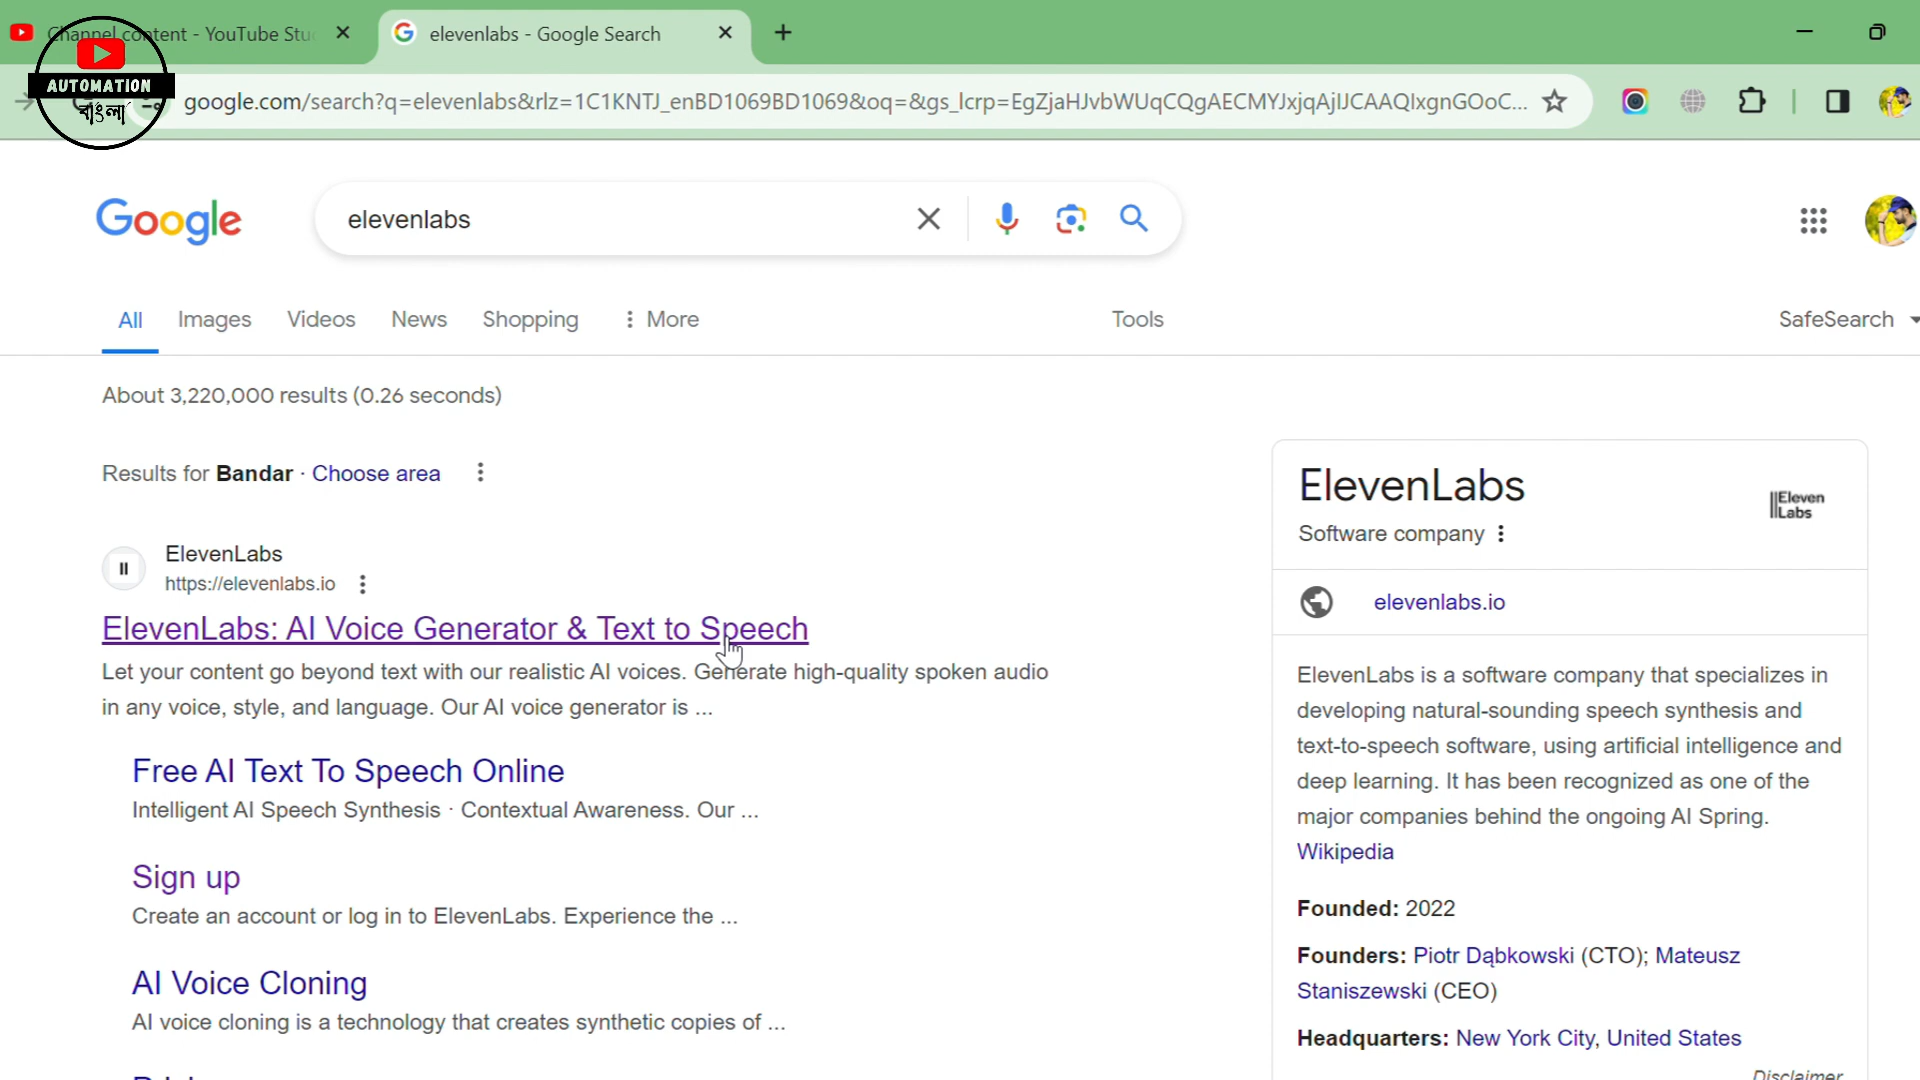 Channel content - YouTube Stu
elevenlabs - Google Search
AUTOMATION
বাংলা
google.com/search?q=elevenlabs&rlz=1C1KNTJ_enBD1069BD1069&oq=&gs_lcrp=EgZjaHJvbWUqCQgAECMYJxjqAjIJCAAQIxgnGOoC...
Google
elevenlabs
All
Images
Videos
News
Shopping
More
Tools
SafeSearch
About 3,220,000 results (0.26 seconds)
Results for Bandar · Choose area
ElevenLabs
https://elevenlabs.io
ElevenLabs: AI Voice Generator & Text to Speech
Let your content go beyond text with our realistic AI voices. Generate high-quality spoken audio
in any voice, style, and language. Our AI voice generator is ...
Free AI Text To Speech Online
Intelligent AI Speech Synthesis · Contextual Awareness. Our ...
Sign up
Create an account or log in to ElevenLabs. Experience the ...
AI Voice Cloning
AI voice cloning is a technology that creates synthetic copies of ...
ElevenLabs
Software company
Eleven
Labs
elevenlabs.io
ElevenLabs is a software company that specializes in
developing natural-sounding speech synthesis and
text-to-speech software, using artificial intelligence and
deep learning. It has been recognized as one of the
major companies behind the ongoing AI Spring.
Wikipedia
Founded: 2022
Founders: Piotr Dąbkowski (CTO); Mateusz
Staniszewski (CEO)
Headquarters: New York City, United States
Disclaimer